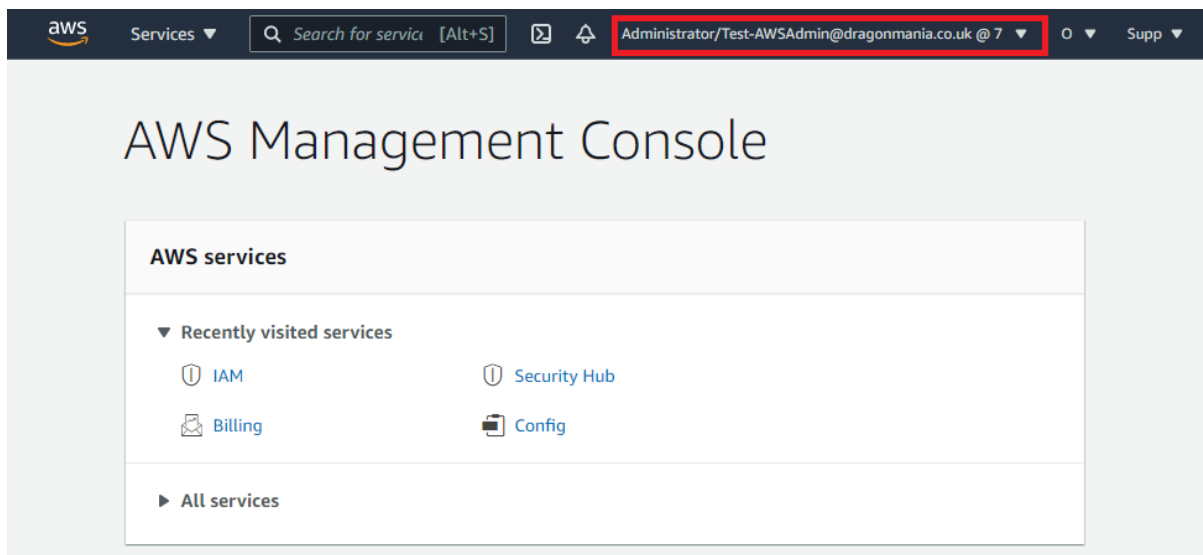 aws Services ▼ Search for servic [Alt+S] Administrator/Test-AWSAdmin@dragonmania.co.uk @ 7 ▼ O ▼ Supp ▼
AWS Management Console
AWS services
▼ Recently visited services
IAM Security Hub
Billing Config
▶ All services